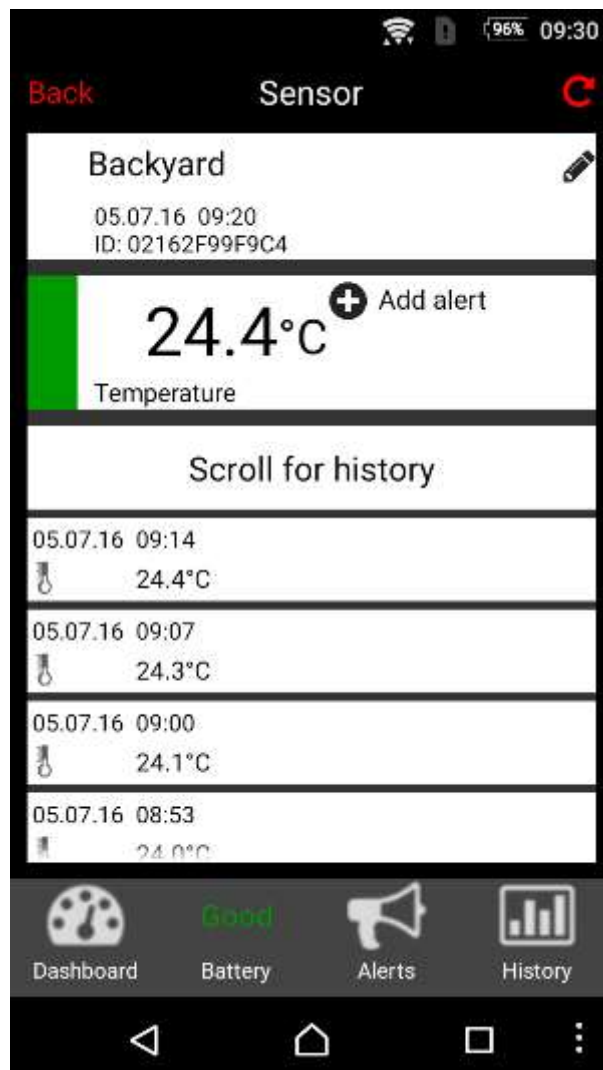 96% 09:30
Back Sensor
Backyard
05.07.16 09:20
ID: 02162F99F9C4
24.4°C Add alert
Temperature
Scroll for history
05.07.16 09:14
24.4°C
05.07.16 09:07
24.3°C
05.07.16 09:00
24.1°C
05.07.16 08:53
24.0°C
Good
Dashboard Battery Alerts History